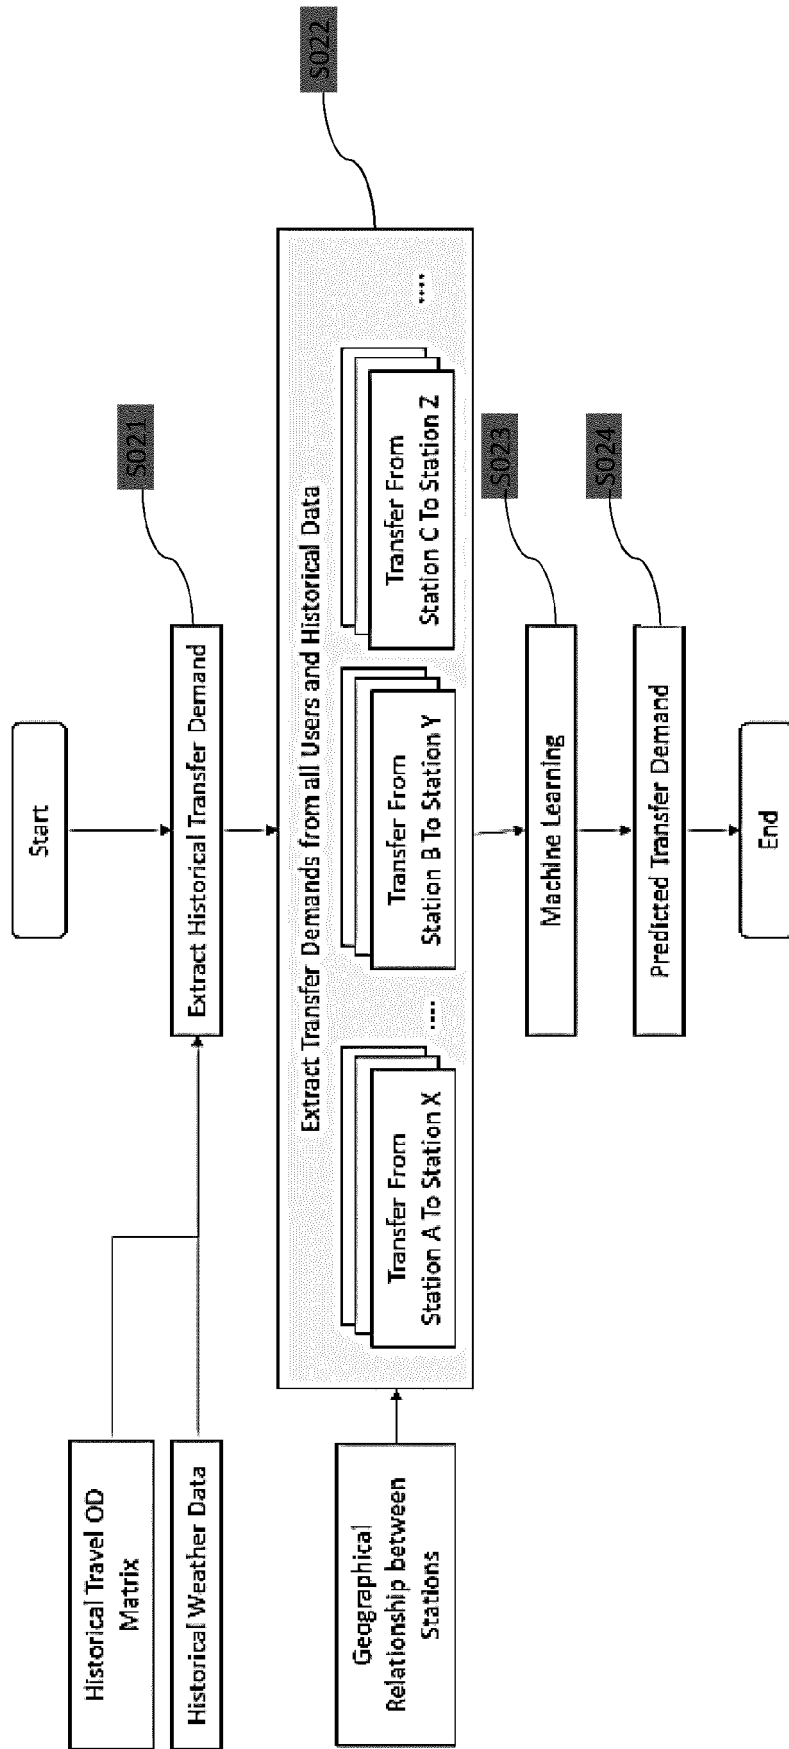 Start
S021
Historical Travel OD
Matrix
Historical Weather Data
Extract Historical Transfer Demand
S022
Extract Transfer Demands from all Users and Historical Data
Geographical
Relationship between
Stations
Transfer From
Station A To Station X
....
Transfer From
Station B To Station Y
Transfer From
Station C To Station Z
....
S023
Machine Learning
S024
Predicted Transfer Demand
End